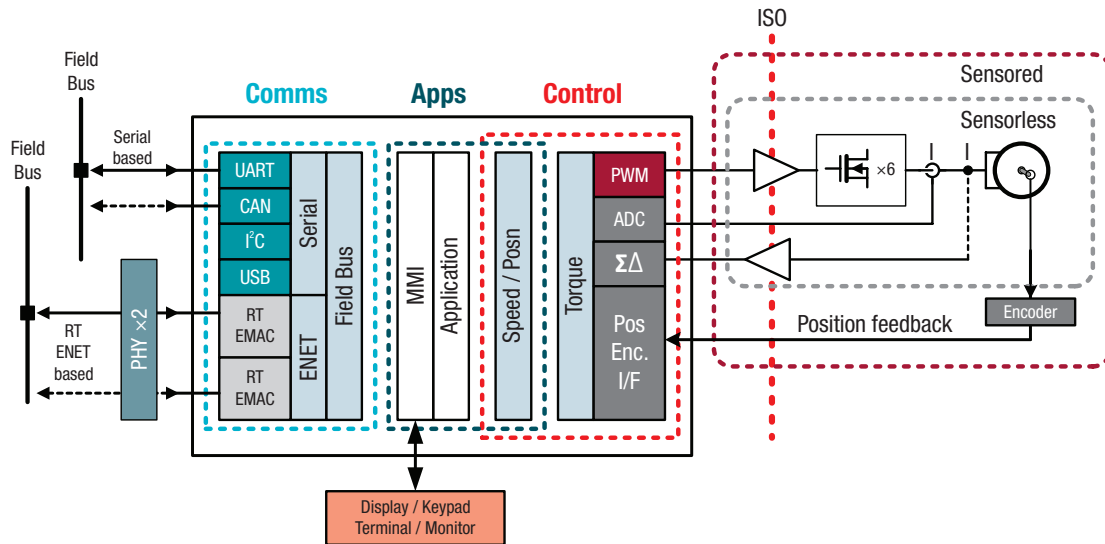 ISO
Field
Bus
Sensored
Comms
Apps
Control
Sensorless
Serial
based
Field
Bus
UART
CAN
I²C
USB
RT
EMAC
RT
EMAC
Serial
ENET
Field Bus
MMI
Application
Speed / Posn
Torque
PWM
ADC
ΣΔ
Pos
Enc.
I/F
×6
I
I
PHY ×2
RT
ENET
based
Encoder
Position feedback
Display / Keypad
Terminal / Monitor